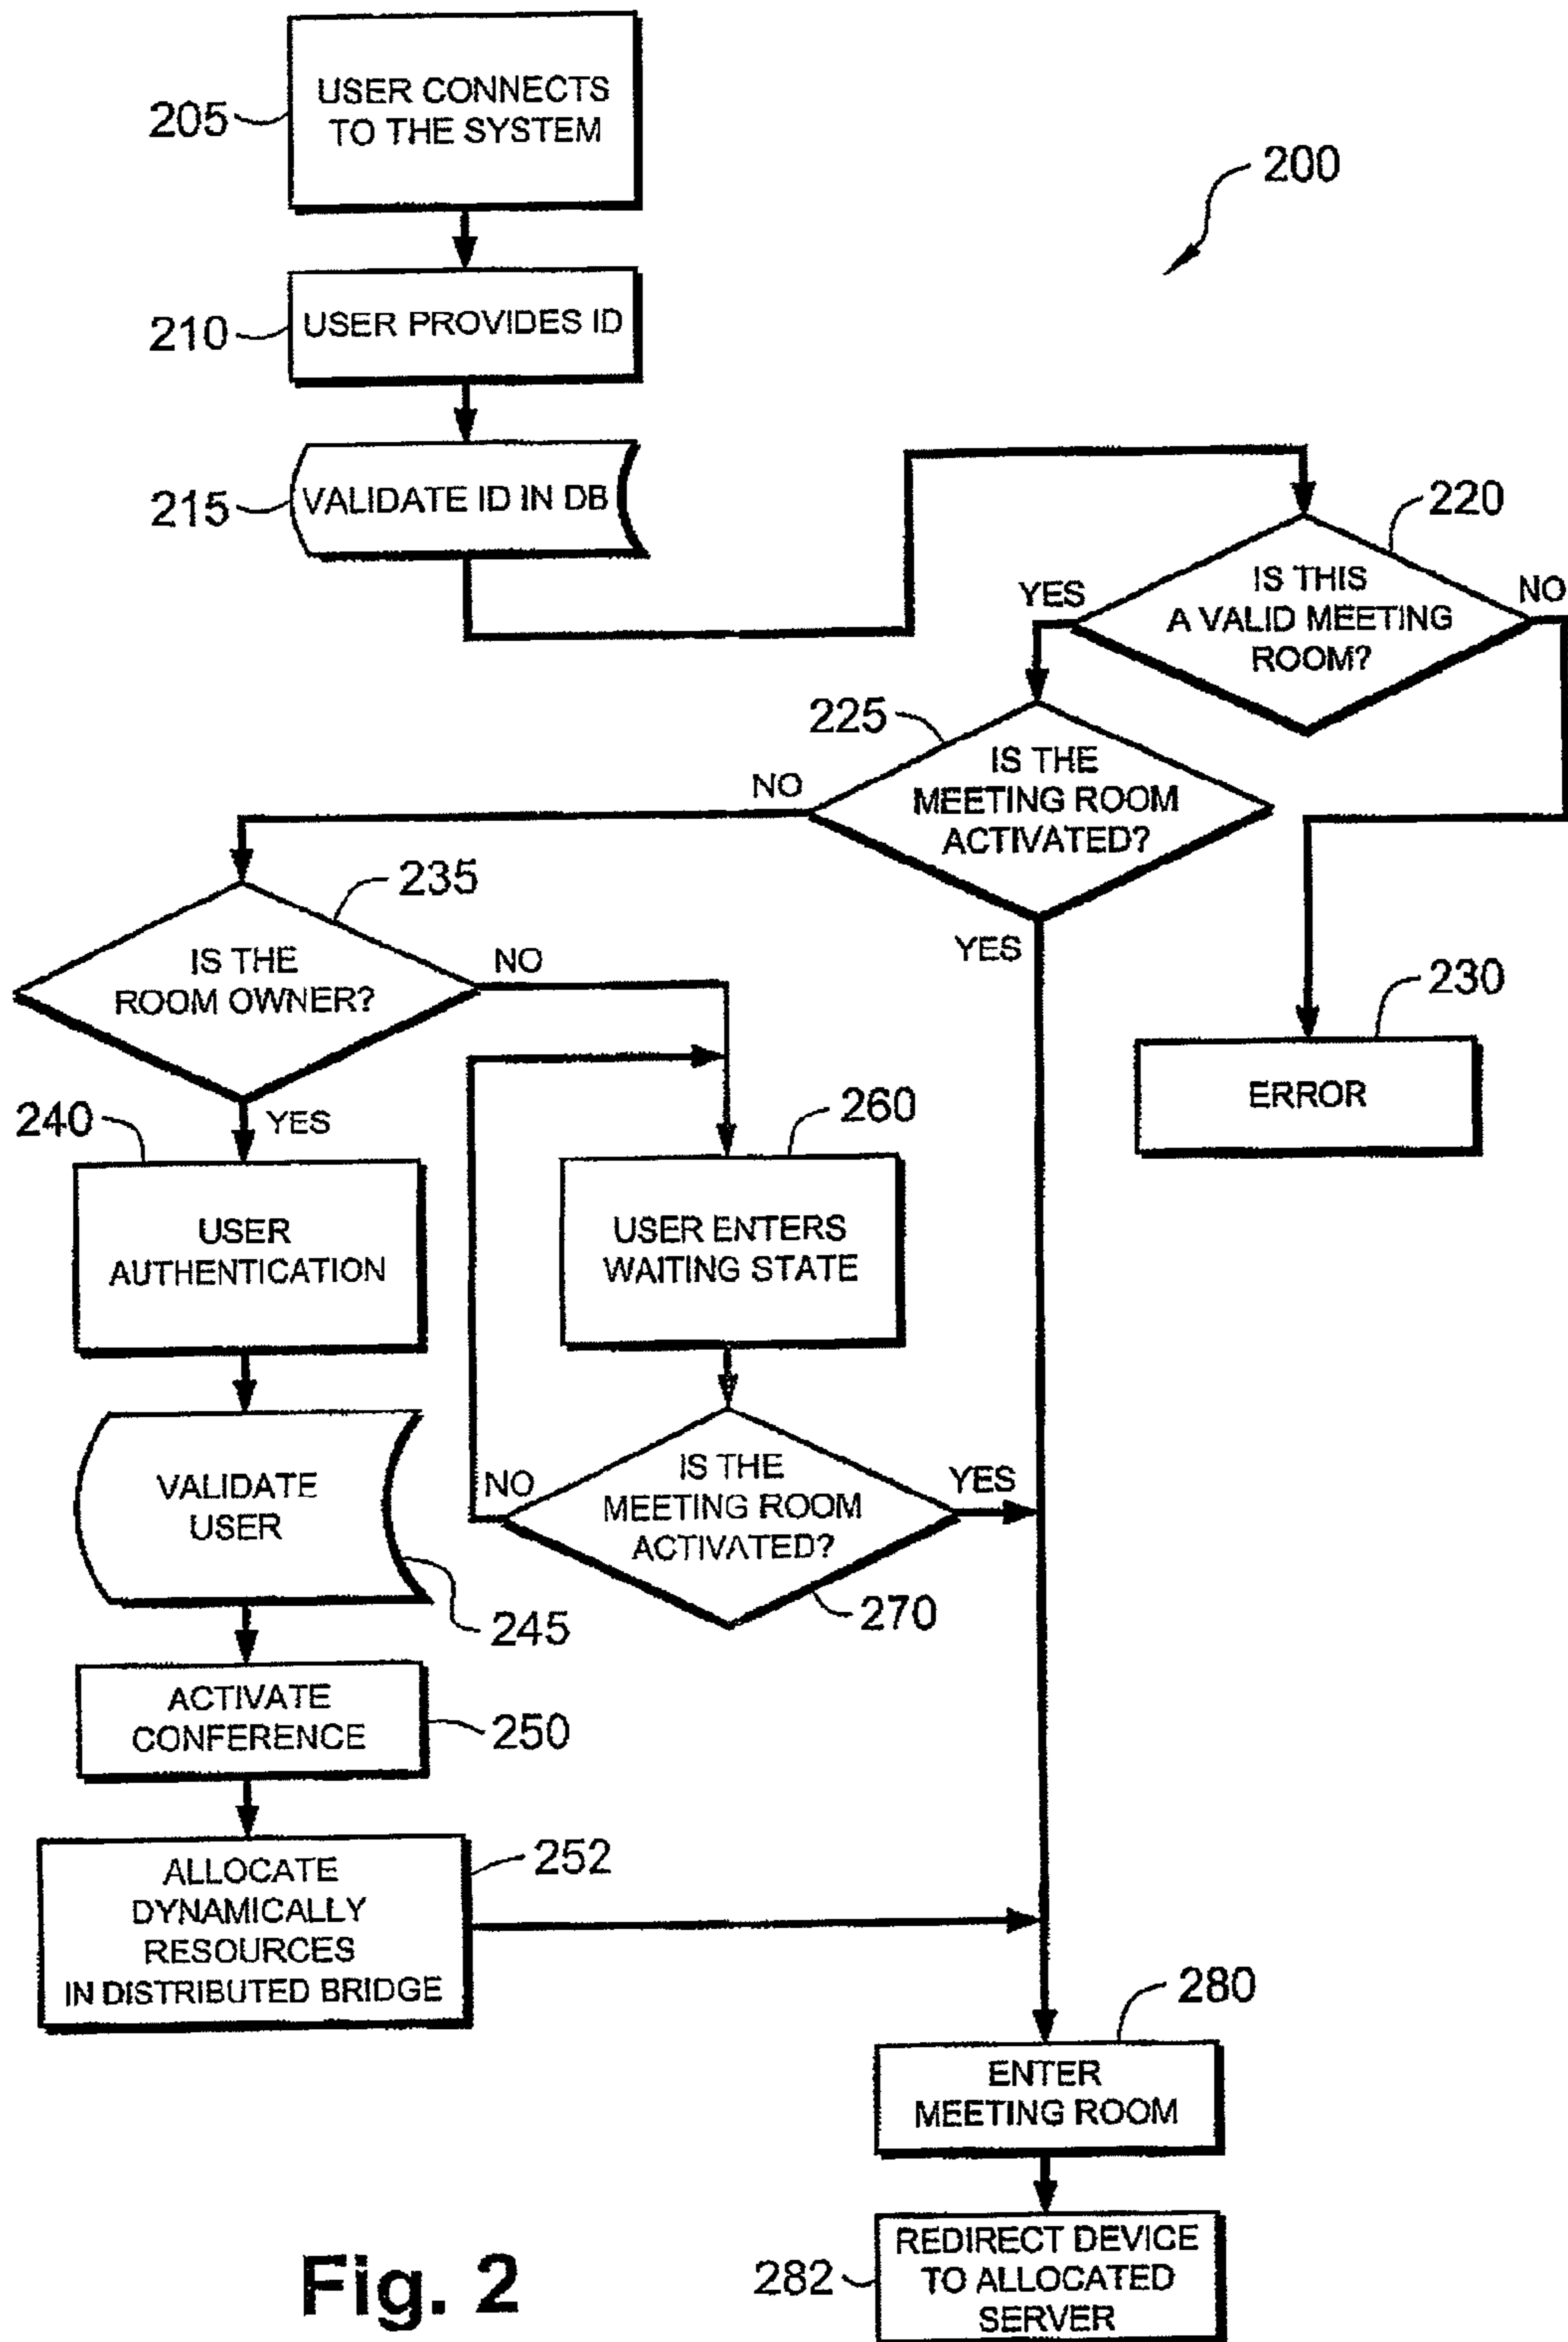 USER CONNECTS
TO THE SYSTEM
205
200
USER PROVIDES ID
210
VALIDATE ID IN DB
215
220
IS THIS
A VALID MEETING
ROOM?
YES
NO
225
IS THE
MEETING ROOM
ACTIVATED?
NO
YES
235
IS THE
ROOM OWNER?
NO
YES
230
ERROR
240
USER
AUTHENTICATION
260
USER ENTERS
WAITING STATE
VALIDATE
USER
245
IS THE
MEETING ROOM
ACTIVATED?
NO
YES
270
ACTIVATE
CONFERENCE
250
ALLOCATE
DYNAMICALLY
RESOURCES
IN DISTRIBUTED BRIDGE
252
280
ENTER
MEETING ROOM
REDIRECT DEVICE
TO ALLOCATED
SERVER
282
Fig. 2